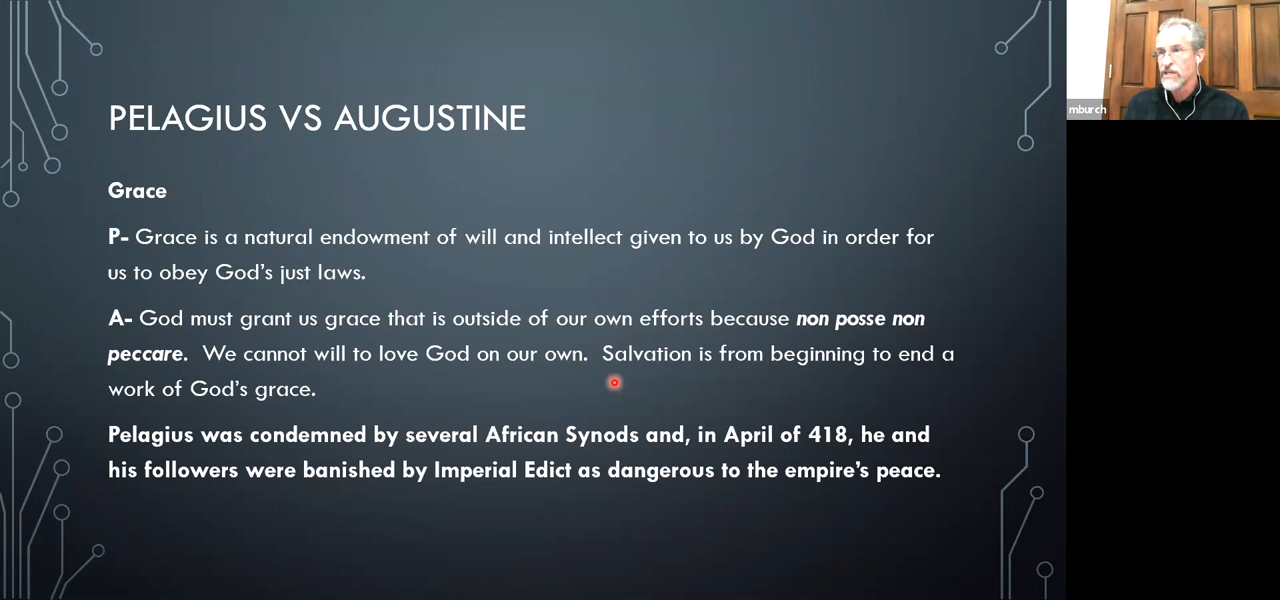 PELAGIUS VS AUGUSTINE
Grace
P- Grace is a natural endowment of will and intellect given to us by God in order for
us to obey God's just laws.
A- God must grant us grace that is outside of our own efforts because non posse non
peccare.  We cannot will to love God on our own.  Salvation is from beginning to end a
work of God's grace.
Pelagius was condemned by several African Synods and, in April of 418, he and
his followers were banished by Imperial Edict as dangerous to the empire's peace.
mburch